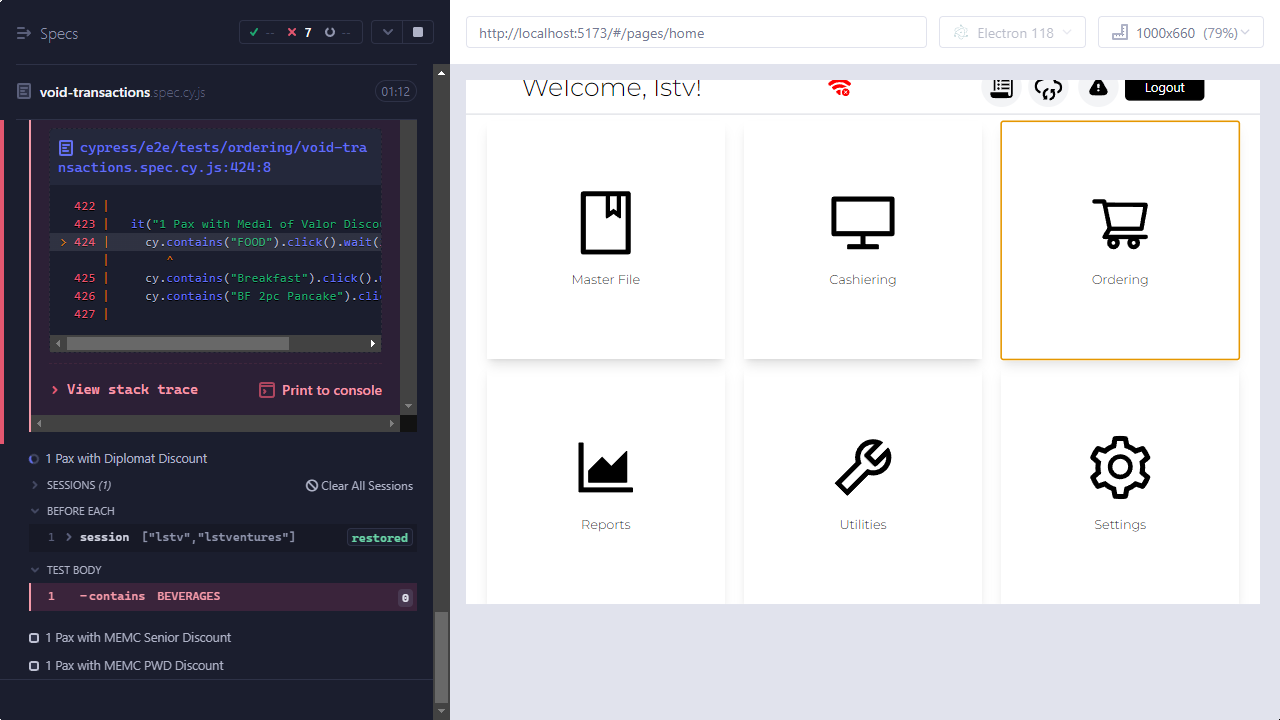 Specs
-- 7 --
void-transactions spec.cy.js 01:12
cypress/e2e/tests/ordering/void-tra
nsactions.spec.cy.js:424:8
422 |
423 | it("1 Pax with Medal of Valor Discou
> 424 | cy.contains("FOOD").click().wait(
| ^
425 | cy.contains("Breakfast").click().
426 | cy.contains("BF 2pc Pancake").clic
427 |
> View stack trace
Print to console
1 Pax with Diplomat Discount
SESSIONS (1)
Clear All Sessions
BEFORE EACH
1 session ["lstv","lstventures"] restored
TEST BODY
1 -contains BEVERAGES 0
1 Pax with MEMC Senior Discount
1 Pax with MEMC PWD Discount
http://localhost:5173/#/pages/home
Electron 118
1000x660 (79%)
Welcome, lstv!
Logout
Master File
Cashiering
Ordering
Reports
Utilities
Settings